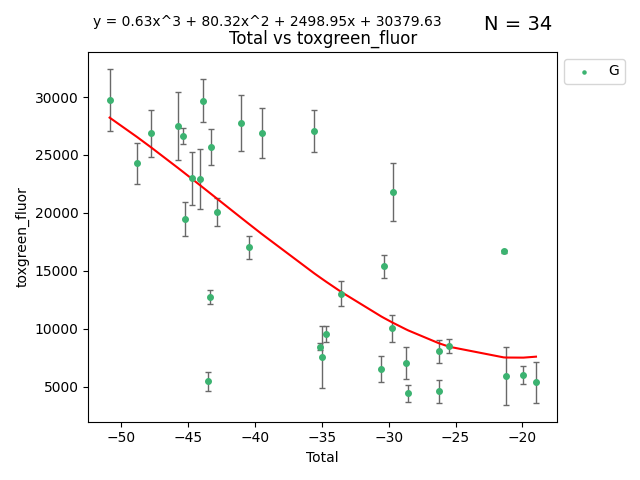 y = 0.63x^3 + 80.32x^2 + 2498.95x + 30379.63
N = 34
Total vs toxgreen_fluor
G
toxgreen_fluor
30000
25000
20000
15000
10000
5000
−50 −45 −40 −35 −30 −25 −20
Total